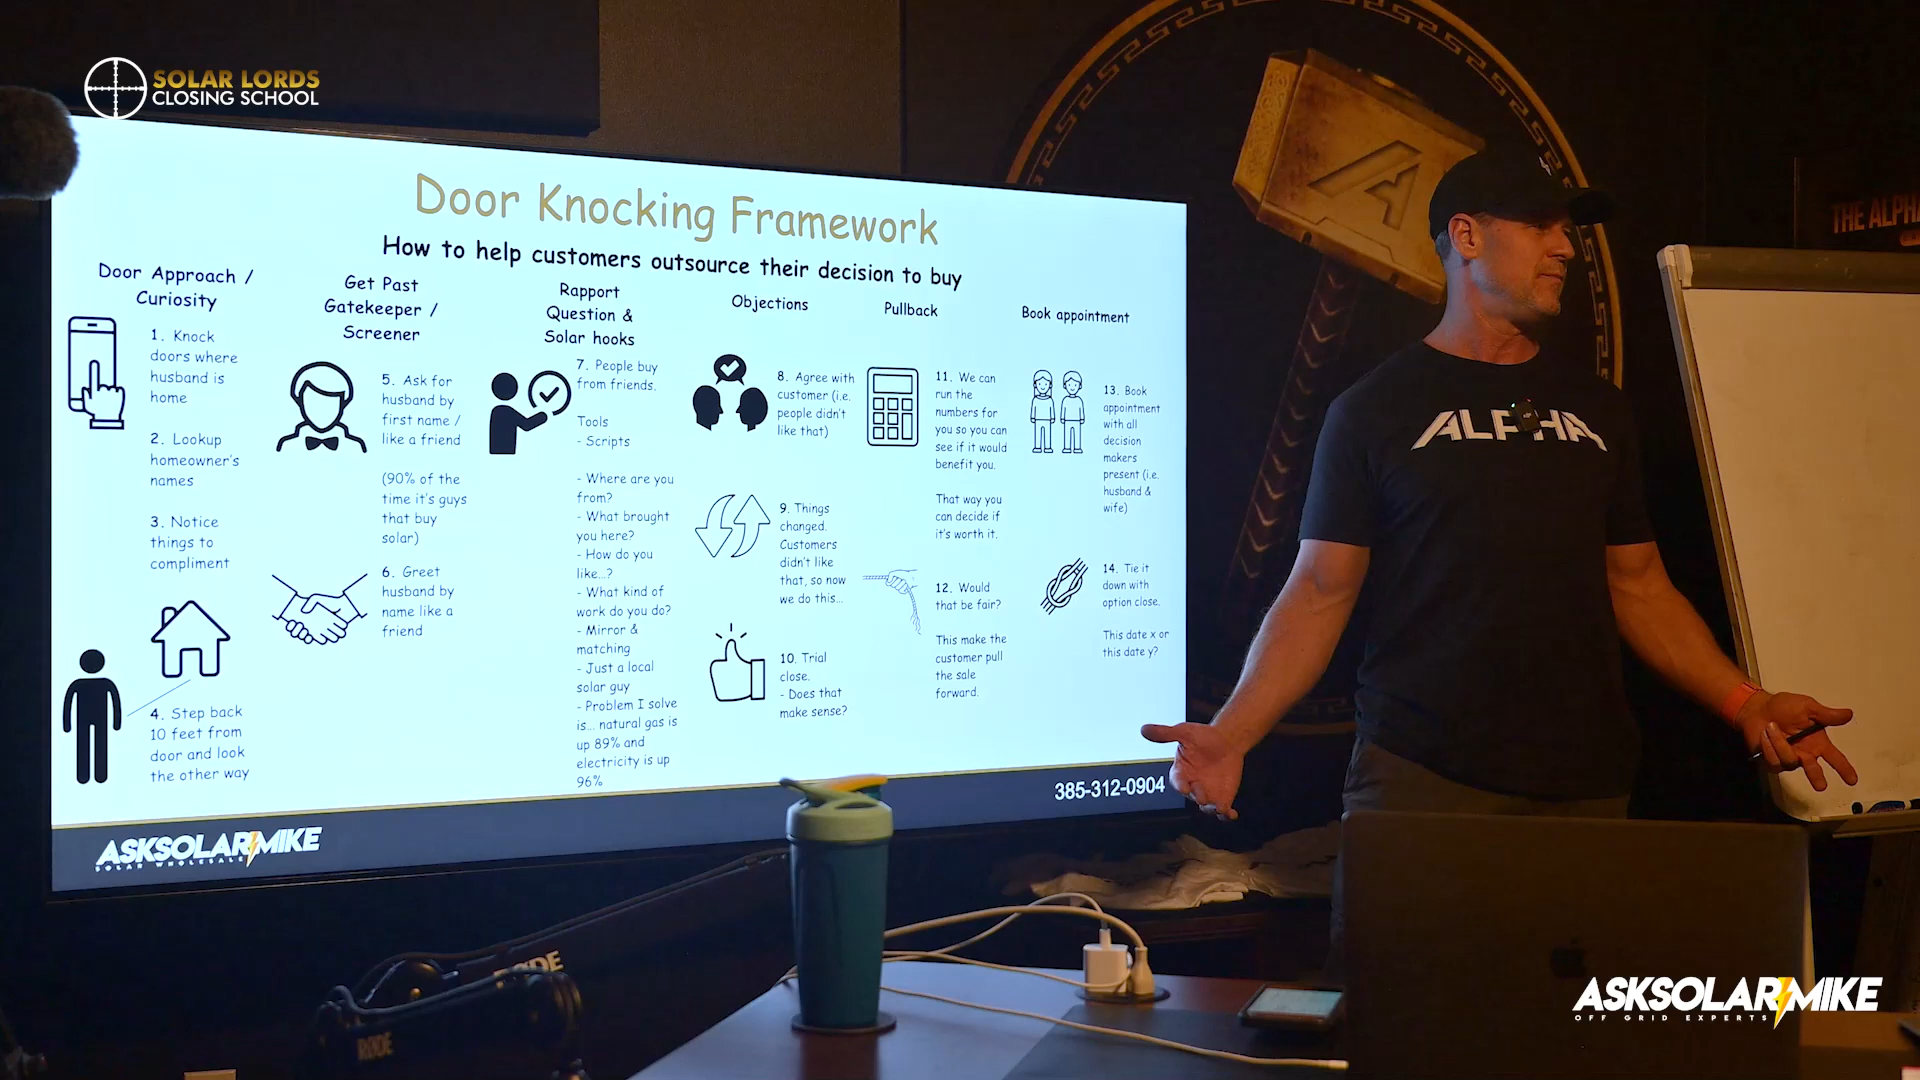 SOLAR LORDS
CLOSING SCHOOL
Door Knocking Framework
How to help customers outsource their decision to buy
Door Approach /
Curiosity
1. Knock
doors where
husband is
home
2. Lookup
homeowner's
names
3. Notice
things to
compliment
4. Step back
10 feet from
door and look
the other way
Get Past
Gatekeeper /
Screener
5. Ask for
husband by
first name /
like a friend
(90% of the
time it's guys
that buy
solar)
6. Greet
husband by
name like a
friend
Rapport
Question &
Solar hooks
7. People buy
from friends.
Tools
- Scripts
- Where are you
from?
- What brought
you here?
- How do you
like...?
- What kind of
work do you do?
- Mirror &
matching
- Just a local
solar guy
- Problem I solve
is... natural gas is
up 89% and
electricity is up
96%
Objections
8. Agree with
customer (i.e.
people didn't
like that)
9. Things
changed.
Customers
didn't like
that, so now
we do this...
10. Trial
close.
- Does that
make sense?
Pullback
11. We can
run the
numbers for
you so you can
see if it would
benefit you.
That way you
can decide if
it's worth it.
12. Would
that be fair?
This make the
customer pull
the sale
forward.
Book appointment
13. Book
appointment
with all
decision
makers
present (i.e.
husband &
wife)
14. Tie it
down with
option close.
This date x or
this date y?
385-312-0904
ASKSOLARMIKE
SOLAR WHOLESALE
A
THE ALPHA
ALPHA
RØDE
RØDE
ASKSOLARMIKE
OFF GRID EXPERTS